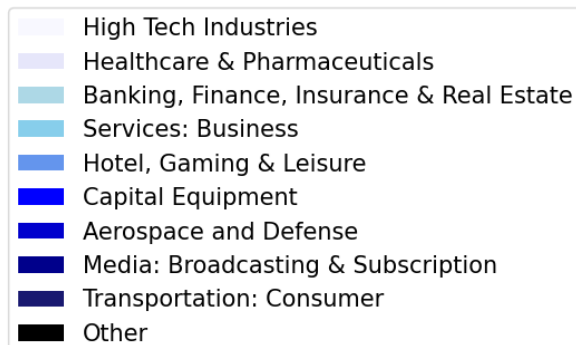 High Tech Industries
Healthcare & Pharmaceuticals
Banking, Finance, Insurance & Real Estate
Services: Business
Hotel, Gaming & Leisure
Capital Equipment
Aerospace and Defense
Media: Broadcasting & Subscription
Transportation: Consumer
Other